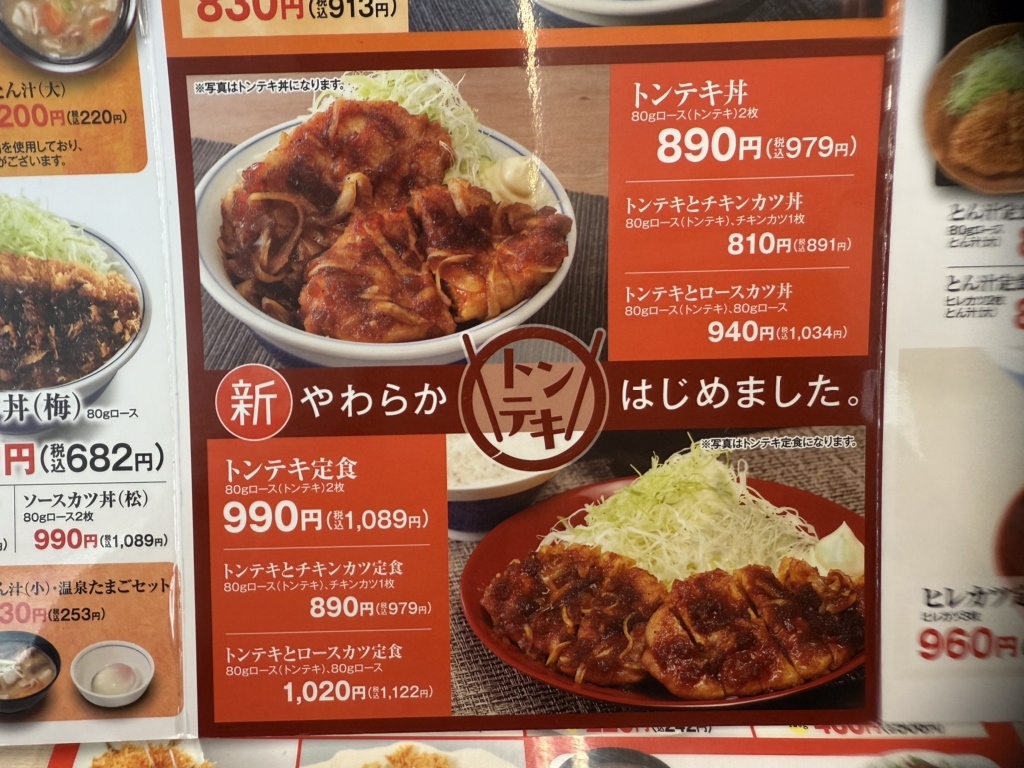 830円(税込913円)
※写真はトンテキ丼になります。
トンテキ丼
80gロース(トンテキ)2枚
890円(税込979円)
トンテキとチキンカツ丼
80gロース(トンテキ)、チキンカツ1枚
810円(税込891円)
トンテキとロースカツ丼
80gロース(トンテキ)、80gロース
940円(税込1,034円)
新 やわらか トンテキ はじめました。
※写真はトンテキ定食になります。
トンテキ定食
80gロース(トンテキ)2枚
990円(税込1,089円)
トンテキとチキンカツ定食
80gロース(トンテキ)、チキンカツ1枚
890円(税込979円)
トンテキとロースカツ定食
80gロース(トンテキ)、80gロース
1,020円(税込1,122円)
ん汁(大)
200円(税込220円)
を使用しており、
がございます。
丼(梅) 80gロース
円(税込682円)
ソースカツ丼(松)
80gロース2枚
990円(税込1,089円)
ん汁(小)・温泉たまごセット
30円(税込253円)
とん汁定
80gロース
とん汁(大)
とん汁定
ヒレカツ2枚
とん汁(大)
ヒレカツ
960円